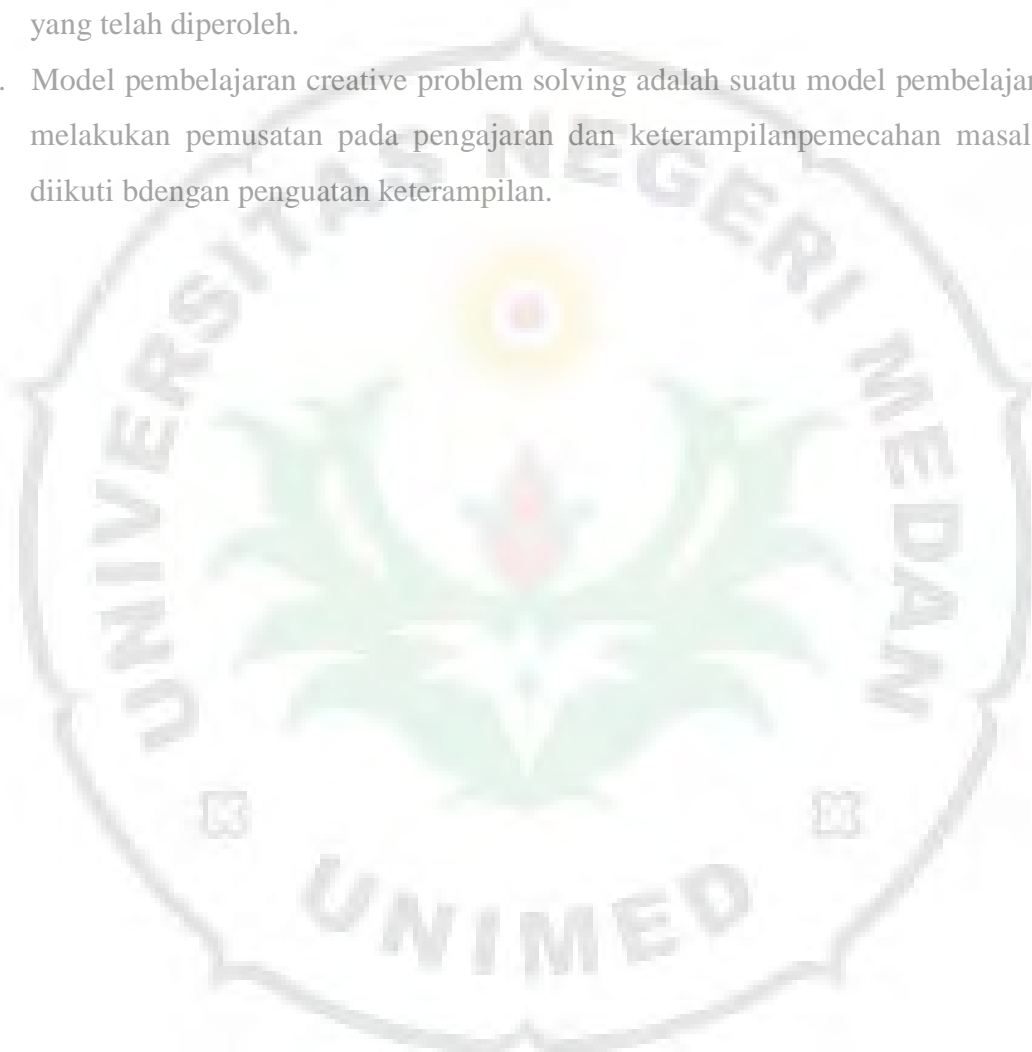 yang telah diperoleh.
. Model pembelajaran creative problem solving adalah suatu model pembelajar
melakukan pemusatan pada pengajaran dan keterampilanpemecahan masal
diikuti bdengan penguatan keterampilan.
UNIVERSITAS NEGERI MEDAN
UNIMED